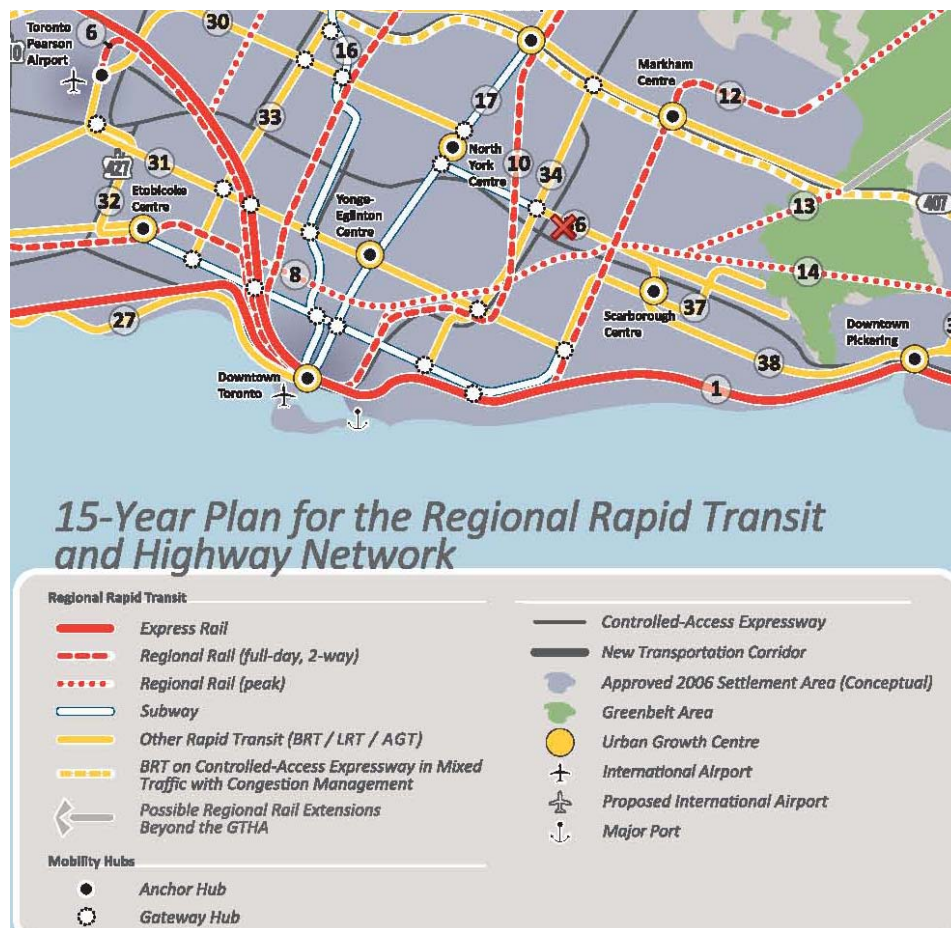 Toronto
Pearson
Airport
6
30
16
33
17
Markham
Centre
12
427
31
North
York
Centre
10
34
32
Etobicoke
Centre
Yonge-
Eglinton
Centre
6
13
407
8
14
27
Scarborough
Centre
37
Downtown
Pickering
38
1
Downtown
Toronto
15-Year Plan for the Regional Rapid Transit
and Highway Network
Regional Rapid Transit
Express Rail
Regional Rail (full-day, 2-way)
Regional Rail (peak)
Subway
Other Rapid Transit (BRT / LRT / AGT)
BRT on Controlled-Access Expressway in Mixed
Traffic with Congestion Management
Possible Regional Rail Extensions
Beyond the GTHA
Mobility Hubs
Anchor Hub
Gateway Hub
Controlled-Access Expressway
New Transportation Corridor
Approved 2006 Settlement Area (Conceptual)
Greenbelt Area
Urban Growth Centre
International Airport
Proposed International Airport
Major Port